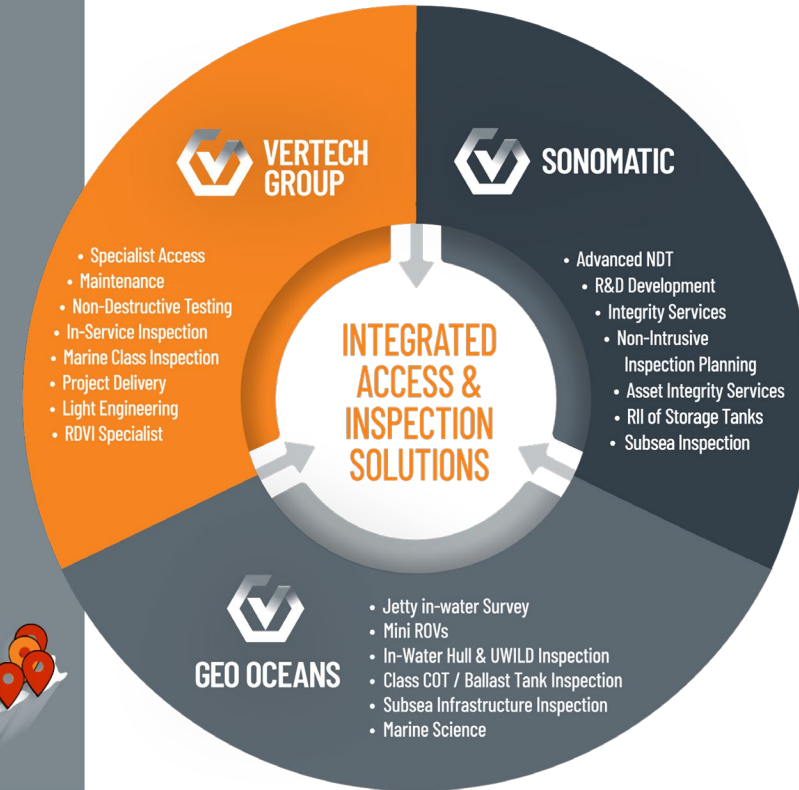 VERTECH
GROUP
• Specialist Access
• Maintenance
• Non-Destructive Testing
• In-Service Inspection
• Marine Class Inspection
• Project Delivery
• Light Engineering
• RDVI Specialist
SONOMATIC
• Advanced NDT
• R&D Development
• Integrity Services
• Non-Intrusive
Inspection Planning
• Asset Integrity Services
• RII of Storage Tanks
• Subsea Inspection
INTEGRATED
ACCESS &
INSPECTION
SOLUTIONS
GEO OCEANS
• Jetty in-water Survey
• Mini ROVs
• In-Water Hull & UWILD Inspection
• Class COT / Ballast Tank Inspection
• Subsea Infrastructure Inspection
• Marine Science